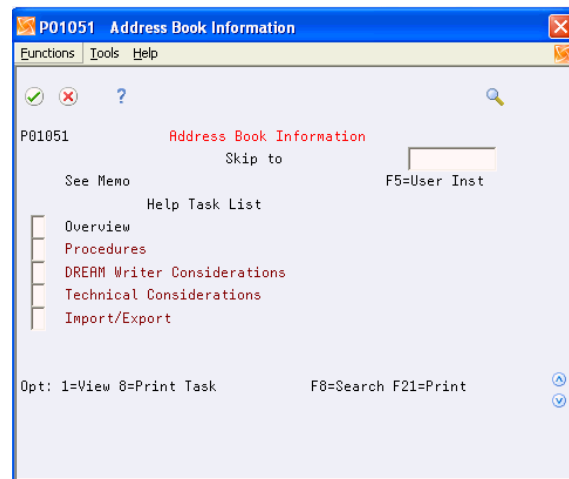 P01051 Address Book Information
Functions Tools Help
?
P01051 Address Book Information
Skip to
See Memo F5=User Inst
Help Task List
Overview
Procedures
DREAM Writer Considerations
Technical Considerations
Import/Export
Opt: 1=View 8=Print Task F8=Search F21=Print